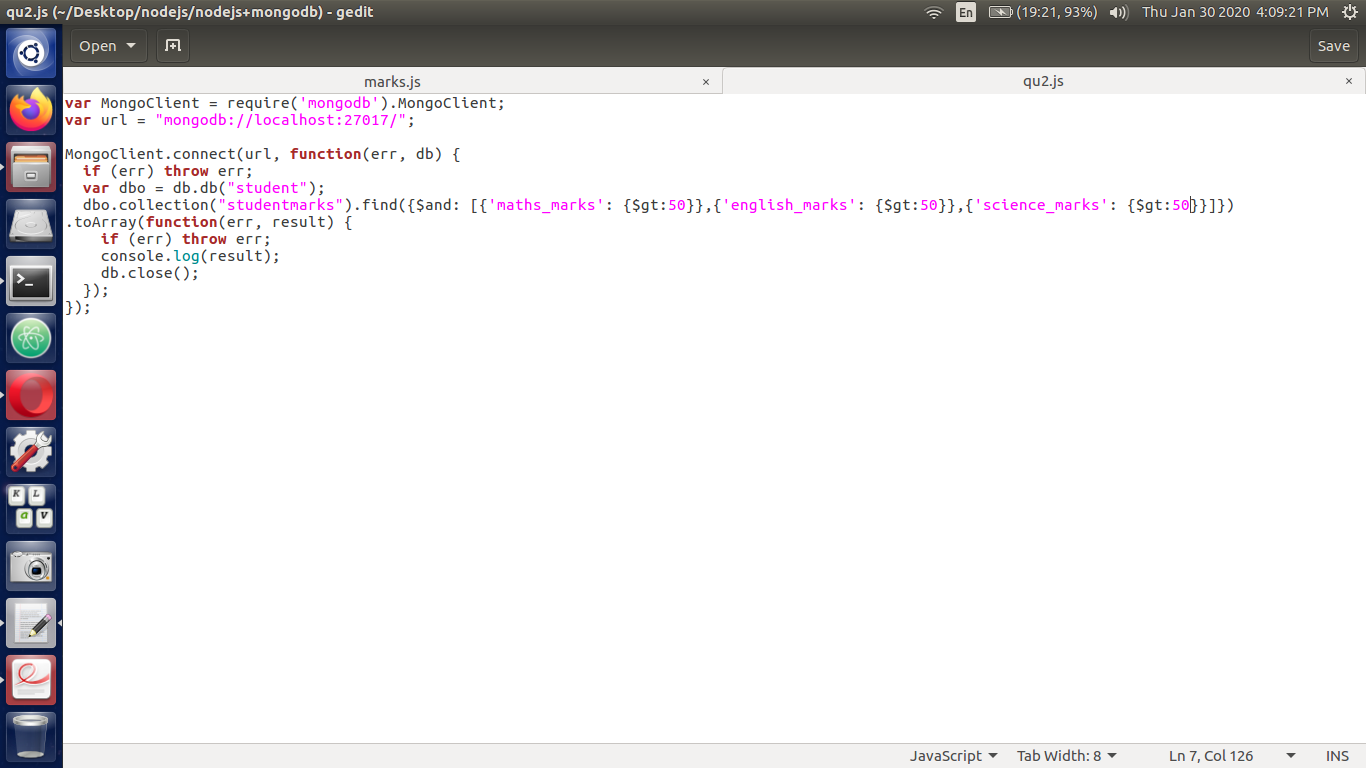 qu2.js (~/Desktop/nodejs/nodejs+mongodb) - gedit
En
(19:21, 93%)
Thu Jan 30 2020 4:09:21 PM
Open
Save
marks.js ×
qu2.js ×
var MongoClient = require('mongodb').MongoClient;
var url = "mongodb://localhost:27017/";
MongoClient.connect(url, function(err, db) {
  if (err) throw err;
  var dbo = db.db("student");
  dbo.collection("studentmarks").find({$and: [{'maths_marks': {$gt:50}},{'english_marks': {$gt:50}},{'science_marks': {$gt:50}}]})
.toArray(function(err, result) {
    if (err) throw err;
    console.log(result);
    db.close();
  });
});
>_
K L
a V
JavaScript
Tab Width: 8
Ln 7, Col 126
INS